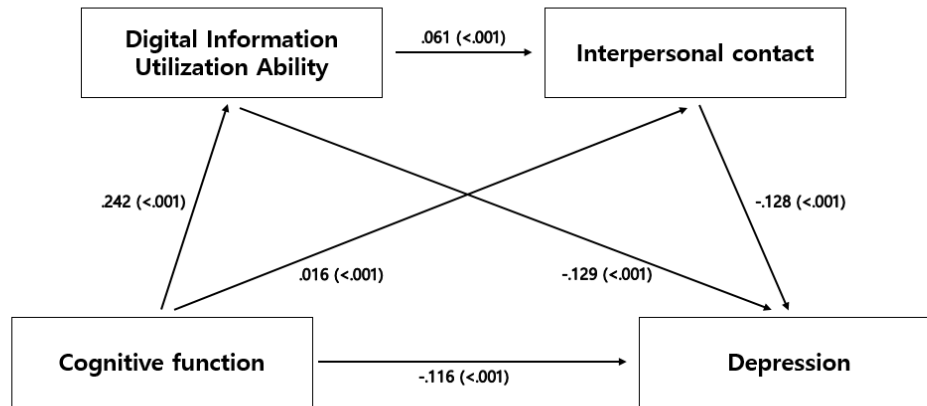 Digital Information
Utilization Ability
.061 (<.001)
Interpersonal contact
.242 (<.001)
-.128 (<.001)
.016 (<.001)
-.129 (<.001)
Cognitive function
-.116 (<.001)
Depression